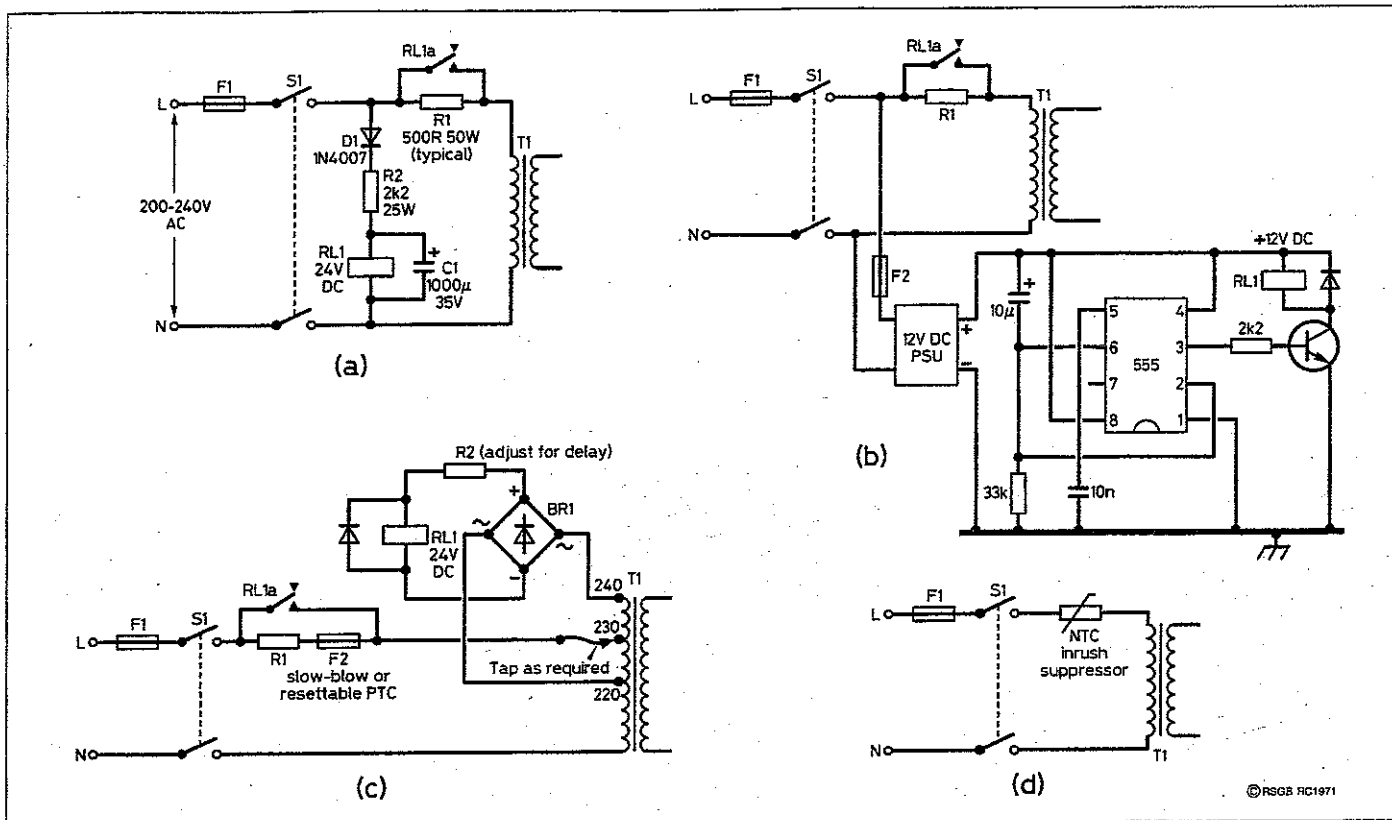 RL1a
F1
S1
L
R1
500R 50W
(typical)
T1
D1
1N4007
R2
2k2
25W
200-240V
AC
RL1
24V
DC
+
C1
1000μ
35V
N
(a)
RL1a
F1
S1
L
R1
T1
N
F2
12V DC
PSU
+
−
+
10μ
5
6
7
8
555
4
3
2
1
2k2
+12V DC
RL1
33k
10n
(b)
R2 (adjust for delay)
+
BR1
~
~
−
RL1
24V
DC
RL1a
F1
S1
L
R1
F2
slow-blow or
resettable PTC
240
T1
230
Tap as required
220
N
(c)
F1
S1
L
NTC
inrush
suppressor
N
T1
(d)
©RSGB RC1971